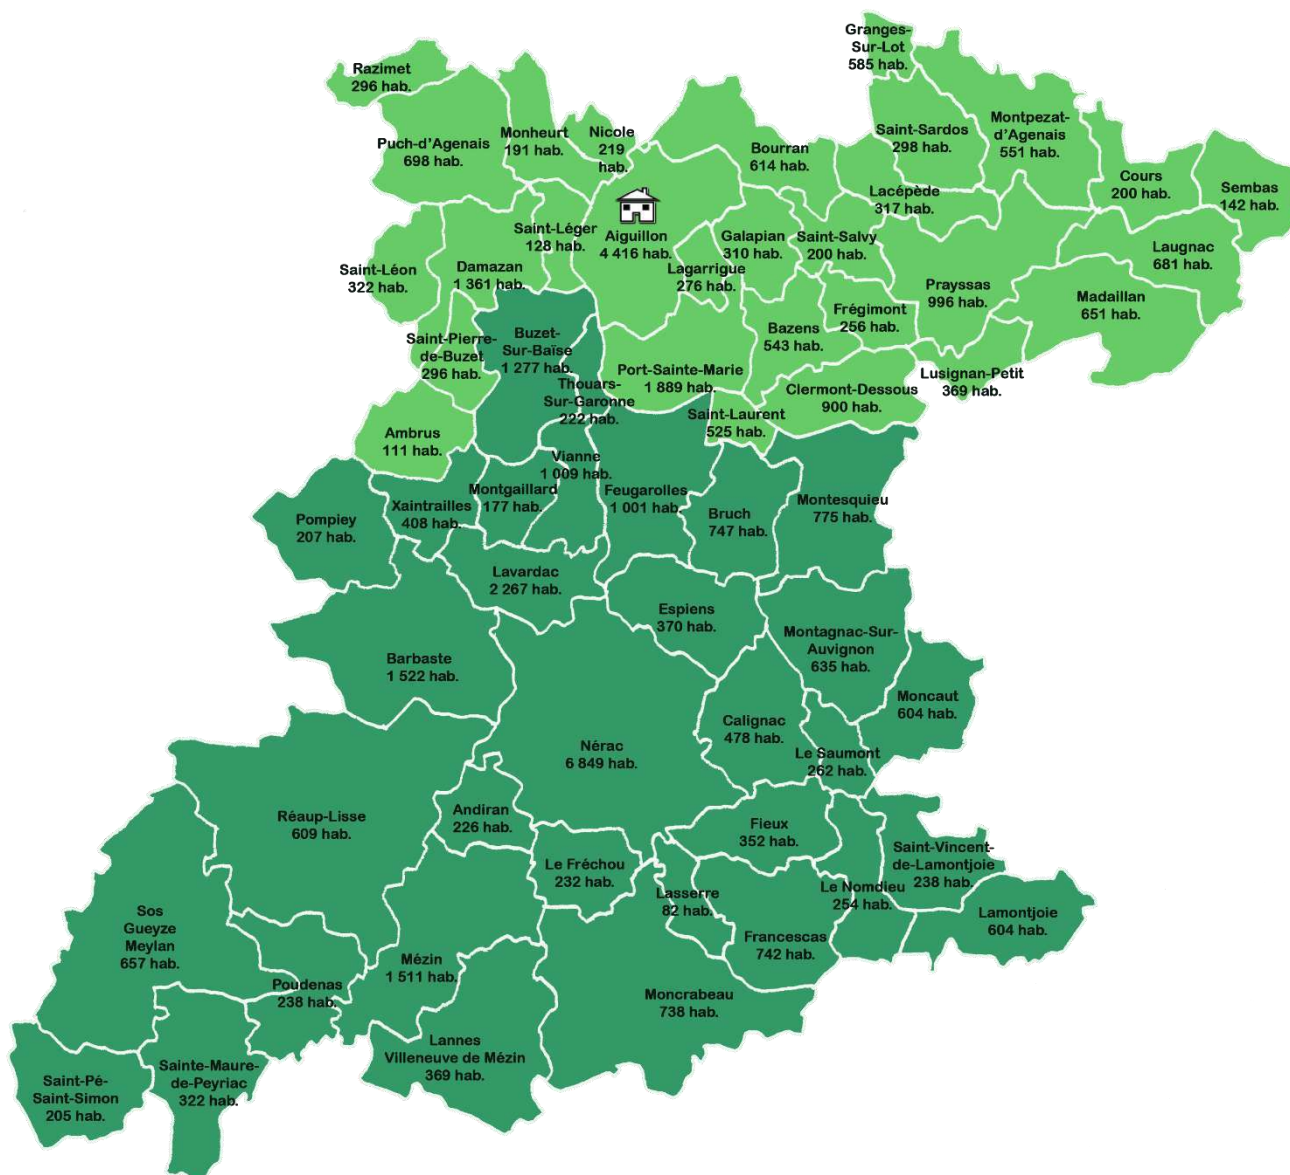 Granges-
Sur-Lot
585 hab.
Razimet
296 hab.
Puch-d'Agenais
698 hab.
Monheurt
191 hab.
Nicole
219
hab.
Bourran
614 hab.
Saint-Sardos
298 hab.
Montpezat-
d'Agenais
551 hab.
Cours
200 hab.
Sembas
142 hab.
Lacépède
317 hab.
Saint-Léger
128 hab.
Aiguillon
4 416 hab.
Galapian
310 hab.
Saint-Salvy
200 hab.
Laugnac
681 hab.
Saint-Léon
322 hab.
Damazan
1 361 hab.
Lagarrigue
276 hab.
Prayssas
996 hab.
Madaillan
651 hab.
Frégimont
256 hab.
Bazens
543 hab.
Saint-Pierre-
de-Buzet
296 hab.
Buzet-
Sur-Baïse
1 277 hab.
Port-Sainte-Marie
1 889 hab.
Lusignan-Petit
369 hab.
Thouars-
Sur-Garonne
222 hab.
Clermont-Dessous
900 hab.
Saint-Laurent
525 hab.
Ambrus
111 hab.
Vianne
1 009 hab.
Pompiey
207 hab.
Xaintrailles
408 hab.
Montgaillard
177 hab.
Feugarolles
1 001 hab.
Bruch
747 hab.
Montesquieu
775 hab.
Lavardac
2 267 hab.
Espiens
370 hab.
Montagnac-Sur-
Auvignon
635 hab.
Barbaste
1 522 hab.
Moncaut
604 hab.
Calignac
478 hab.
Nérac
6 849 hab.
Le Saumont
262 hab.
Réaup-Lisse
609 hab.
Andiran
226 hab.
Fieux
352 hab.
Saint-Vincent-
de-Lamontjoie
238 hab.
Le Fréchou
232 hab.
Lasserre
82 hab.
Le Nomdieu
254 hab.
Lamontjoie
604 hab.
Sos
Gueyze
Meylan
657 hab.
Francescas
742 hab.
Mézin
1 511 hab.
Poudenas
238 hab.
Moncrabeau
738 hab.
Lannes
Villeneuve de Mézin
369 hab.
Sainte-Maure-
de-Peyriac
322 hab.
Saint-Pé-
Saint-Simon
205 hab.